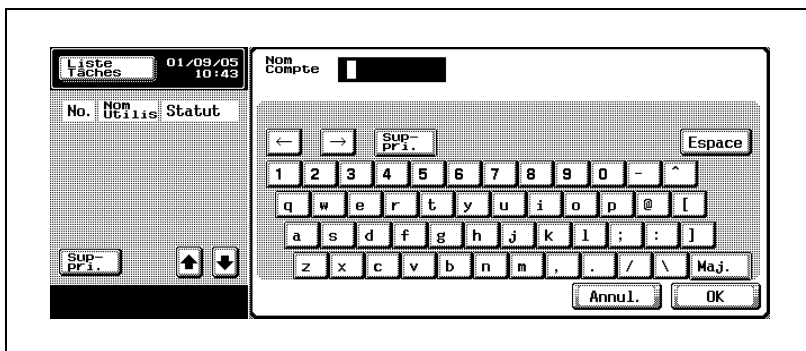 Liste
Tâches
01/09/05
10:43
No. Nom Utilis Statut
Sup-
pri.
Nom
Compte
← → Sup-
pri. Espace
1 2 3 4 5 6 7 8 9 0 - ^
q w e r t y u i o p @ [
a s d f g h j k l ; : ]
z x c v b n m , . / \ Maj.
Annul. OK